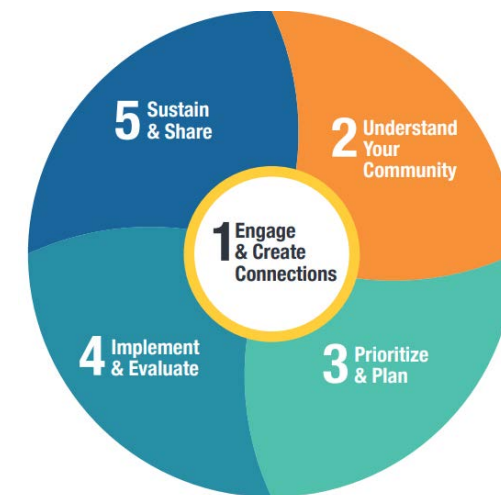 1 Engage
& Create
Connections
2 Understand
Your
Community
3 Prioritize
& Plan
4 Implement
& Evaluate
5 Sustain
& Share